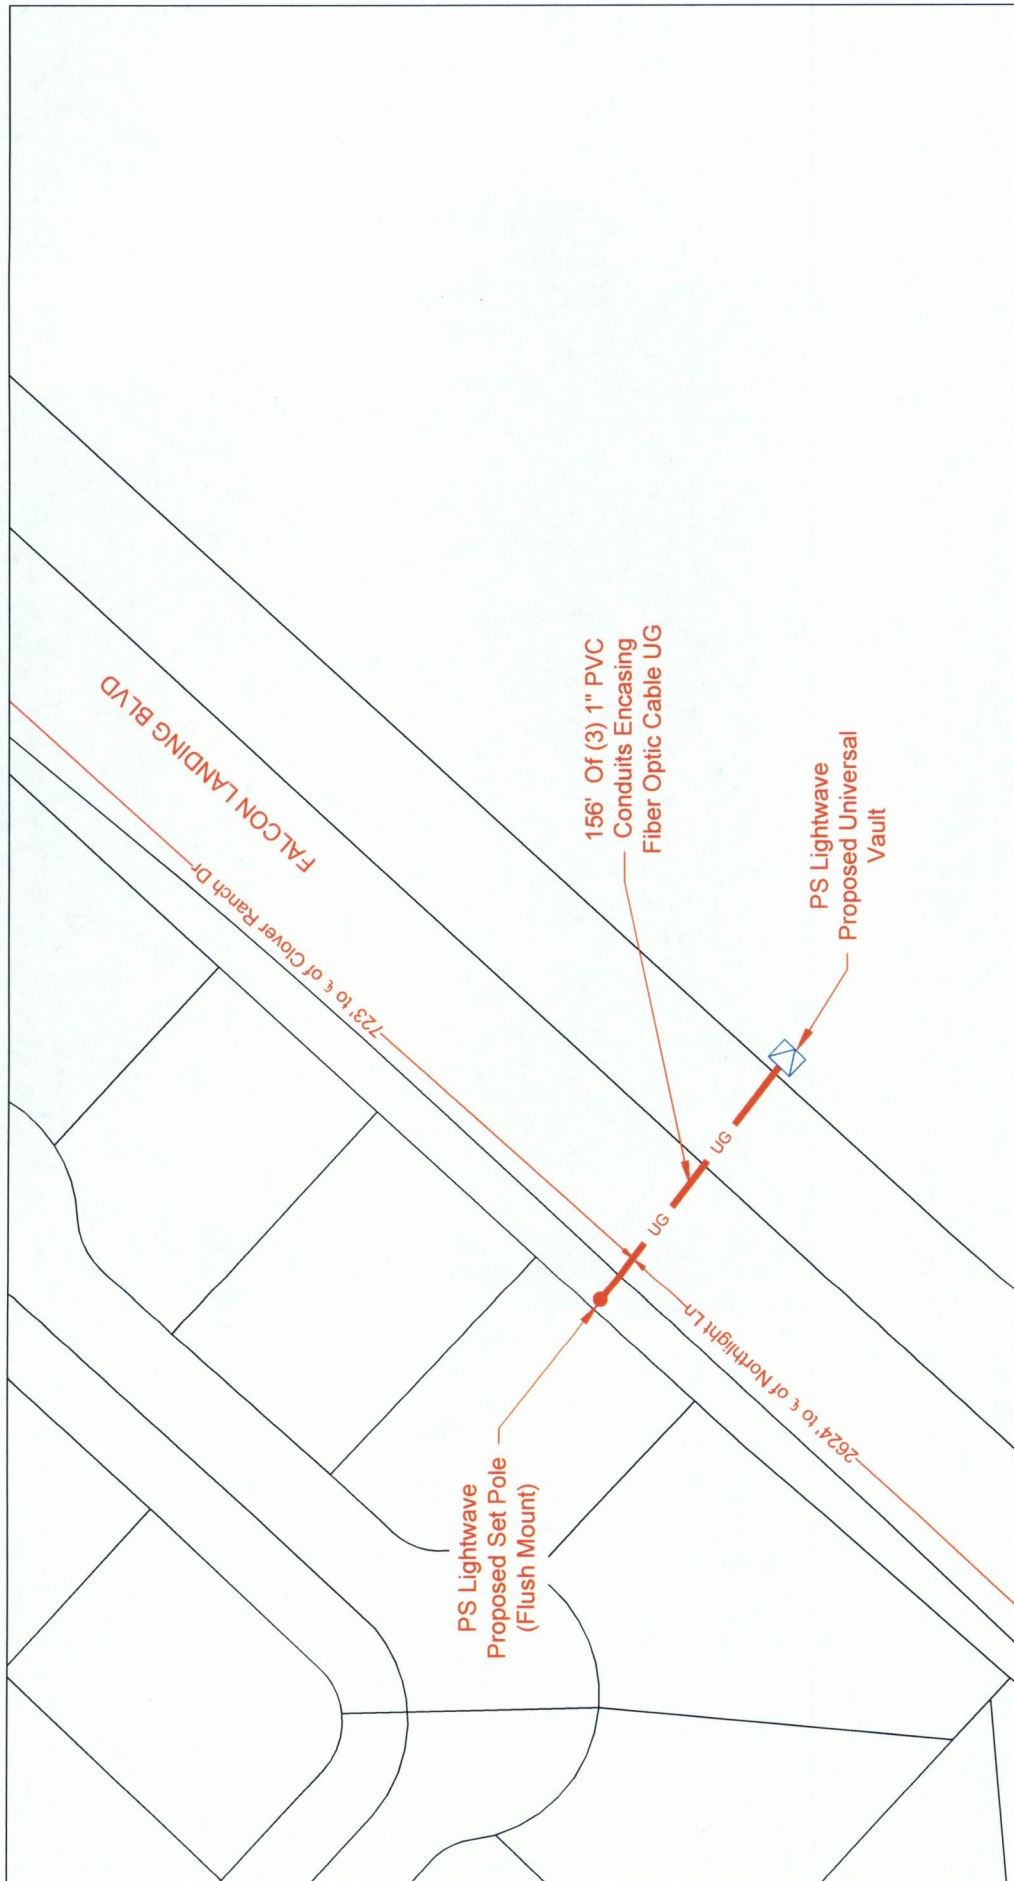 FALCON LANDING BLVD
723' to ℄ of Clover Ranch Dr
156' Of (3) 1" PVC
Conduits Encasing
Fiber Optic Cable UG
PS Lightwave
Proposed Universal
Vault
UG
UG
2624' to ℄ of Northlight Ln
PS Lightwave
Proposed Set Pole
(Flush Mount)